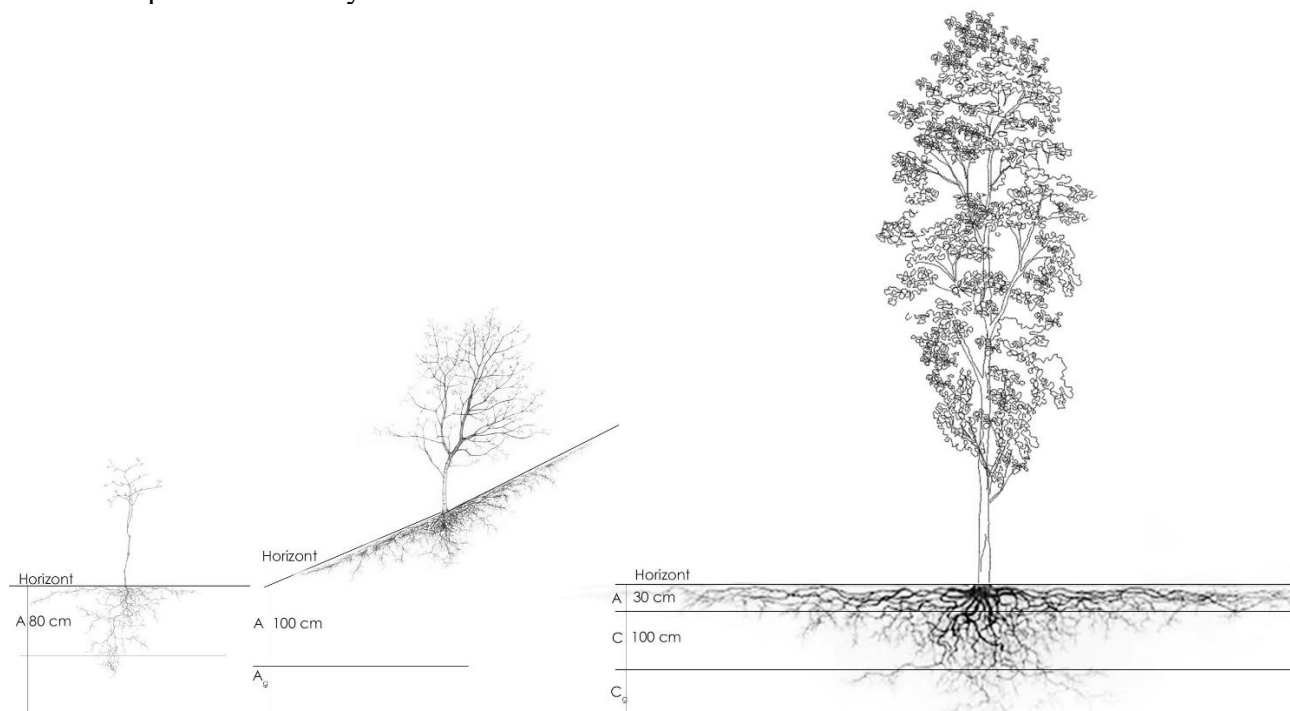 Horizont
A 80 cm
Horizont
A 100 cm
Ag
Horizont
A 30 cm
C 100 cm
Cg